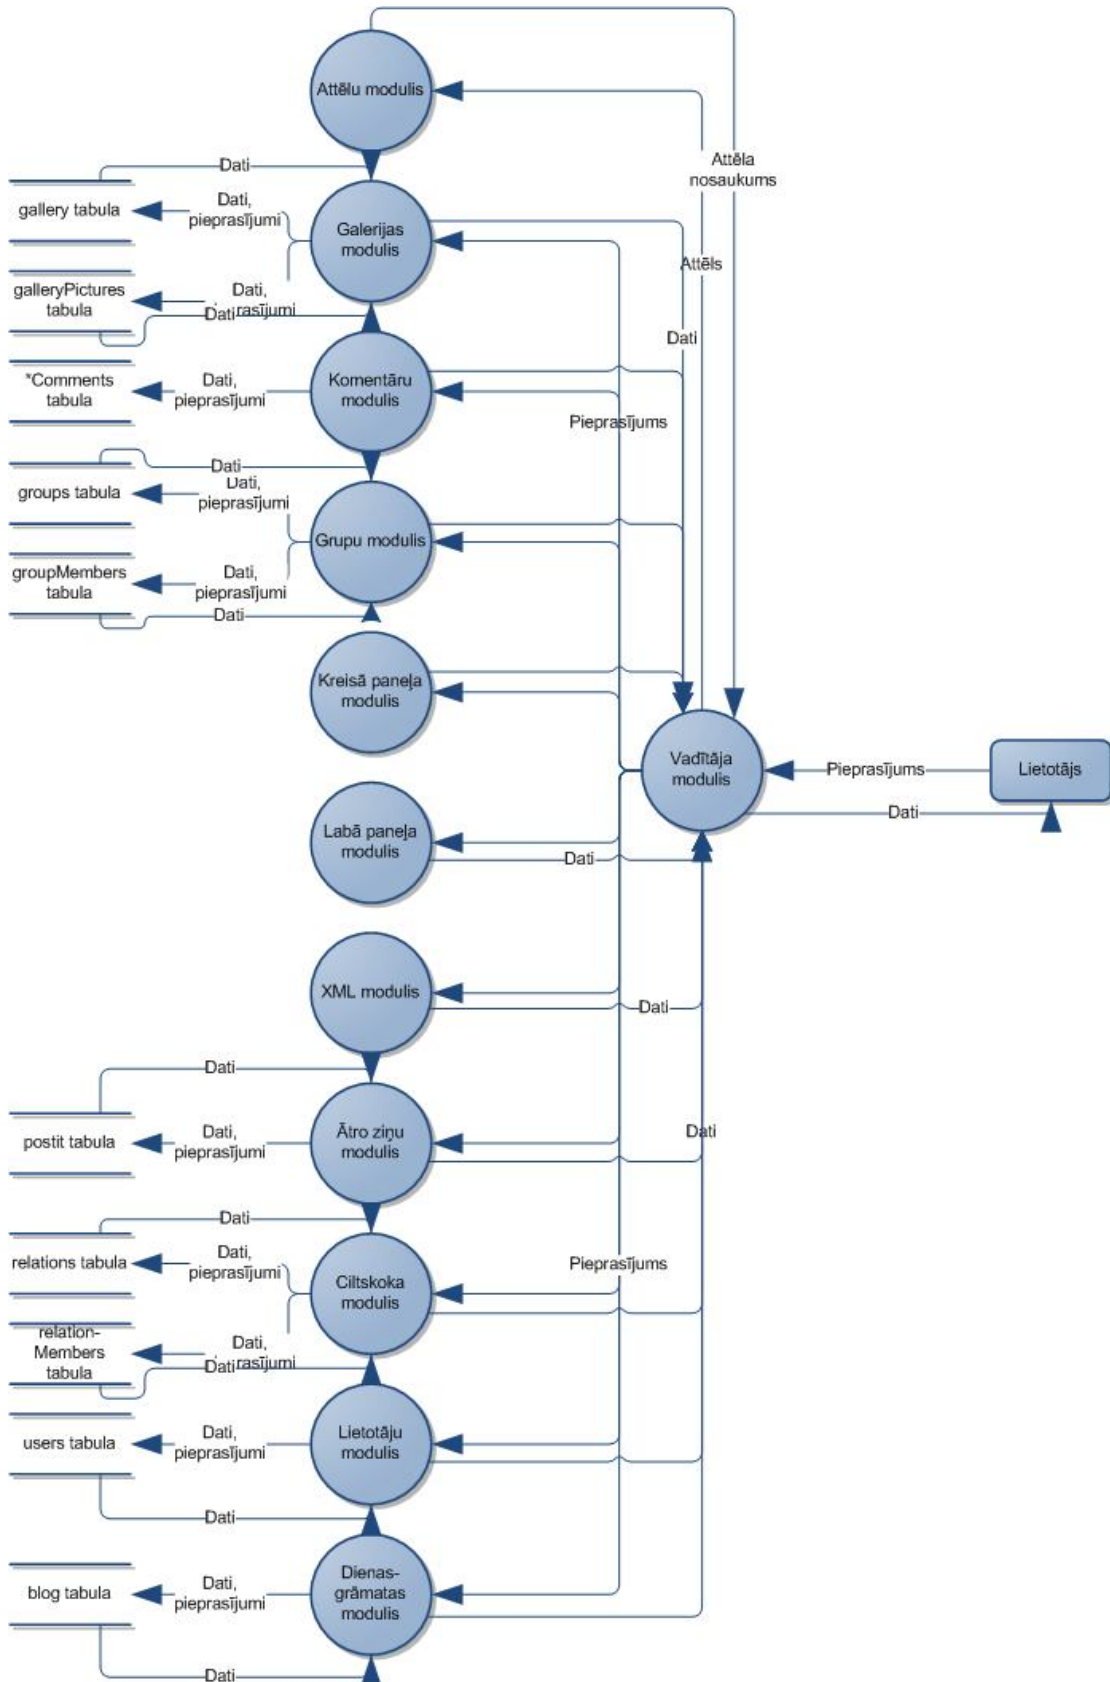 Attēlu modulis
Attēla
nosaukums
Dati
gallery tabula
Dati,
pieprasījumi
Galerijas
modulis
Attēls
galleryPictures
tabula
Dati,
Dati
Dati
*Comments
tabula
Dati,
pieprasījumi
Komentāru
modulis
Pieprasījums
Dati
groups tabula
Dati,
pieprasījumi
Grupu modulis
groupMembers
tabula
Dati,
pieprasījumi
Dati
Kreisā paneļa
modulis
Vadītāja
modulis
Pieprasījums
Lietotājs
Dati
Labā paneļa
modulis
Dati
XML modulis
Dati
Dati
postit tabula
Dati,
pieprasījumi
Ātro ziņu
modulis
Dati
Dati
relations tabula
Dati,
pieprasījumi
Ciltskoka
modulis
Pieprasījums
relation-
Members
tabula
Dati,
Dati
users tabula
Dati,
pieprasījumi
Lietotāju
modulis
Dati
blog tabula
Dati,
pieprasījumi
Dienas-
grāmatas
modulis
Dati